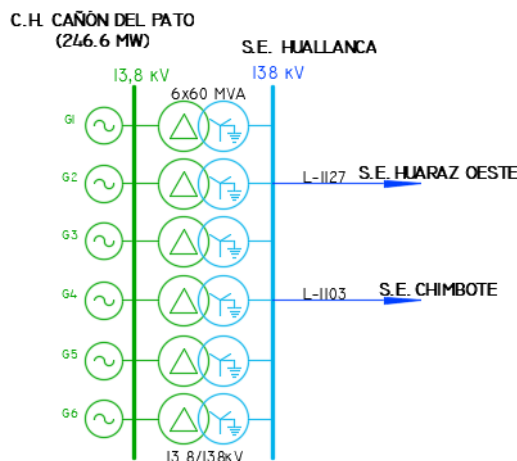 C.H. CAÑÓN DEL PATO
(246.6 MW)
S.E. HUALLANCA
13,8 kV
138 kV
6x60 MVA
G1
G2
L-1127
S.E. HUARAZ OESTE
G3
G4
L-1103
S.E. CHIMBOTE
G5
G6
13.8/138kV